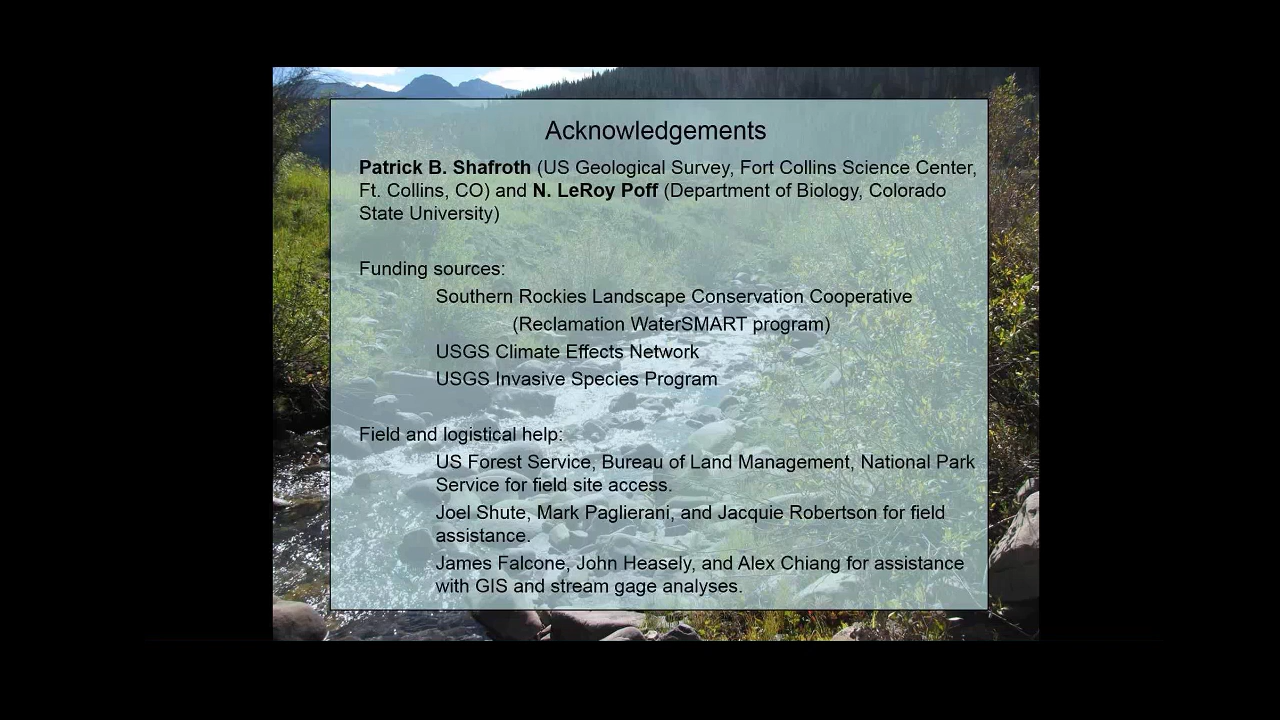 Acknowledgements
Patrick B. Shafroth (US Geological Survey, Fort Collins Science Center,
Ft. Collins, CO) and N. LeRoy Poff (Department of Biology, Colorado
State University)
Funding sources:
Southern Rockies Landscape Conservation Cooperative
(Reclamation WaterSMART program)
USGS Climate Effects Network
USGS Invasive Species Program
Field and logistical help:
US Forest Service, Bureau of Land Management, National Park
Service for field site access.
Joel Shute, Mark Paglierani, and Jacquie Robertson for field
assistance.
James Falcone, John Heasely, and Alex Chiang for assistance
with GIS and stream gage analyses.